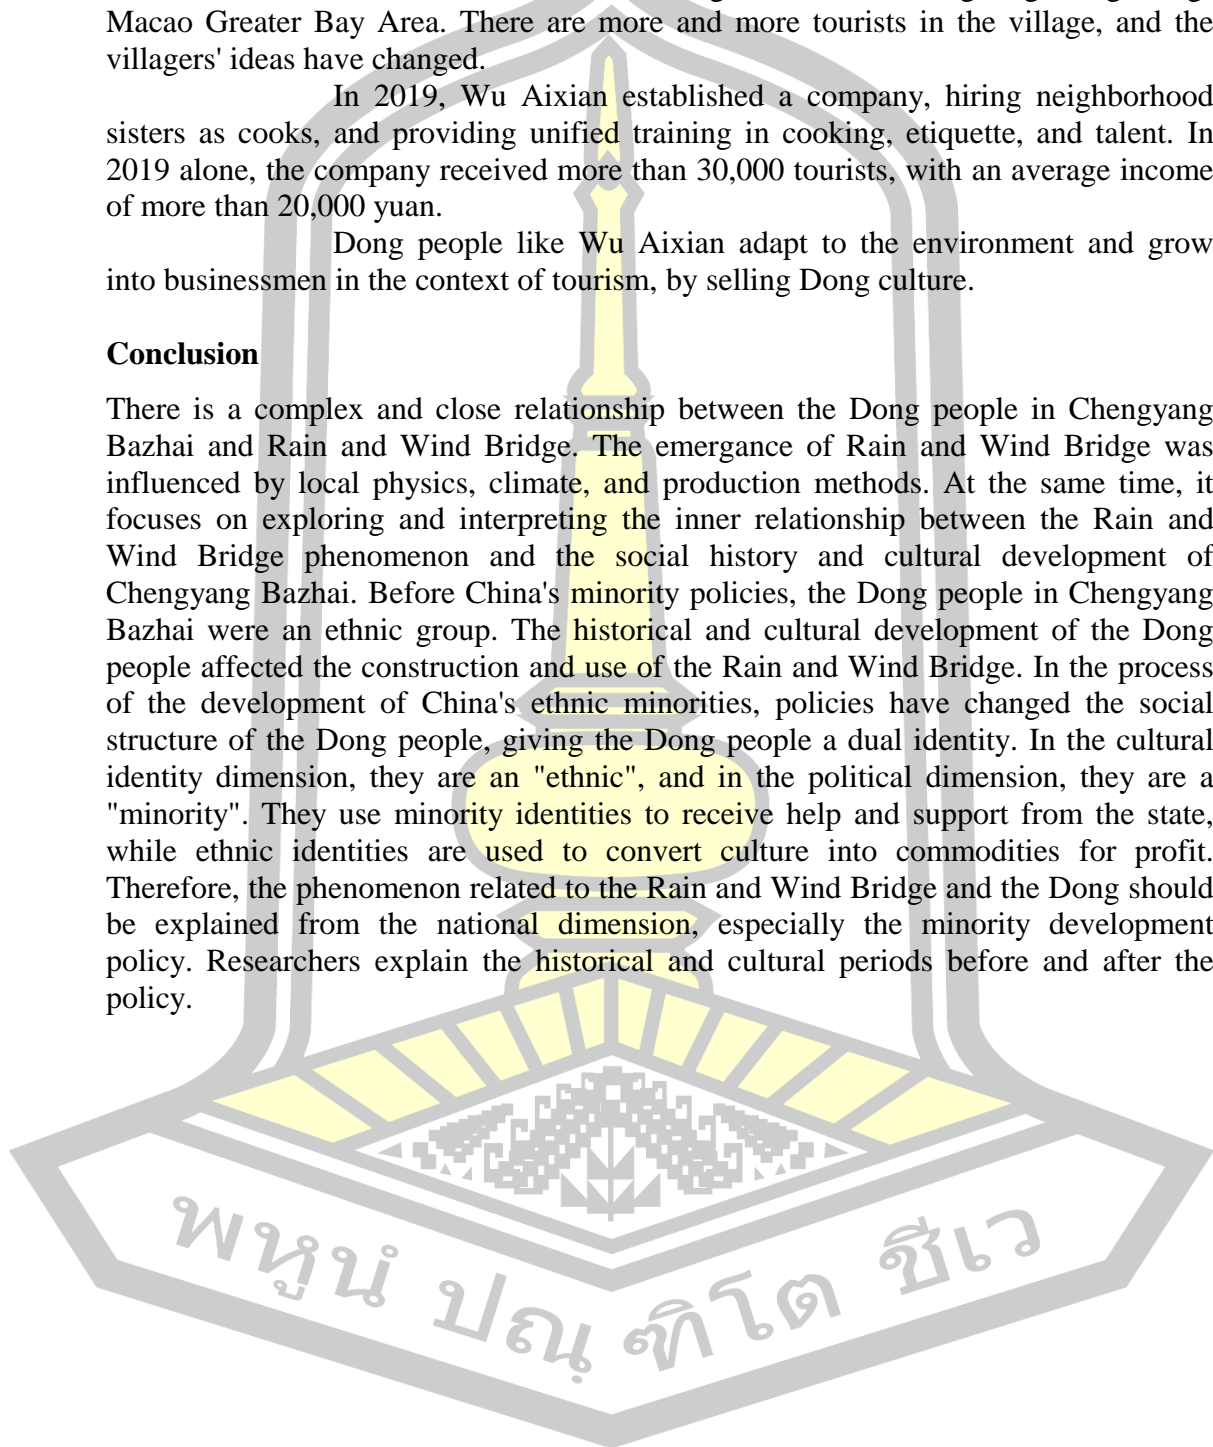 Macao Greater Bay Area. There are more and more tourists in the village, and the
villagers' ideas have changed.
In 2019, Wu Aixian established a company, hiring neighborhood
sisters as cooks, and providing unified training in cooking, etiquette, and talent. In
2019 alone, the company received more than 30,000 tourists, with an average income
of more than 20,000 yuan.
Dong people like Wu Aixian adapt to the environment and grow
into businessmen in the context of tourism, by selling Dong culture.
Conclusion
There is a complex and close relationship between the Dong people in Chengyang
Bazhai and Rain and Wind Bridge. The emergance of Rain and Wind Bridge was
influenced by local physics, climate, and production methods. At the same time, it
focuses on exploring and interpreting the inner relationship between the Rain and
Wind Bridge phenomenon and the social history and cultural development of
Chengyang Bazhai. Before China's minority policies, the Dong people in Chengyang
Bazhai were an ethnic group. The historical and cultural development of the Dong
people affected the construction and use of the Rain and Wind Bridge. In the process
of the development of China's ethnic minorities, policies have changed the social
structure of the Dong people, giving the Dong people a dual identity. In the cultural
identity dimension, they are an "ethnic", and in the political dimension, they are a
"minority". They use minority identities to receive help and support from the state,
while ethnic identities are used to convert culture into commodities for profit.
Therefore, the phenomenon related to the Rain and Wind Bridge and the Dong should
be explained from the national dimension, especially the minority development
policy. Researchers explain the historical and cultural periods before and after the
policy.
พหูนํ ปณฺฑิโต ชีเว